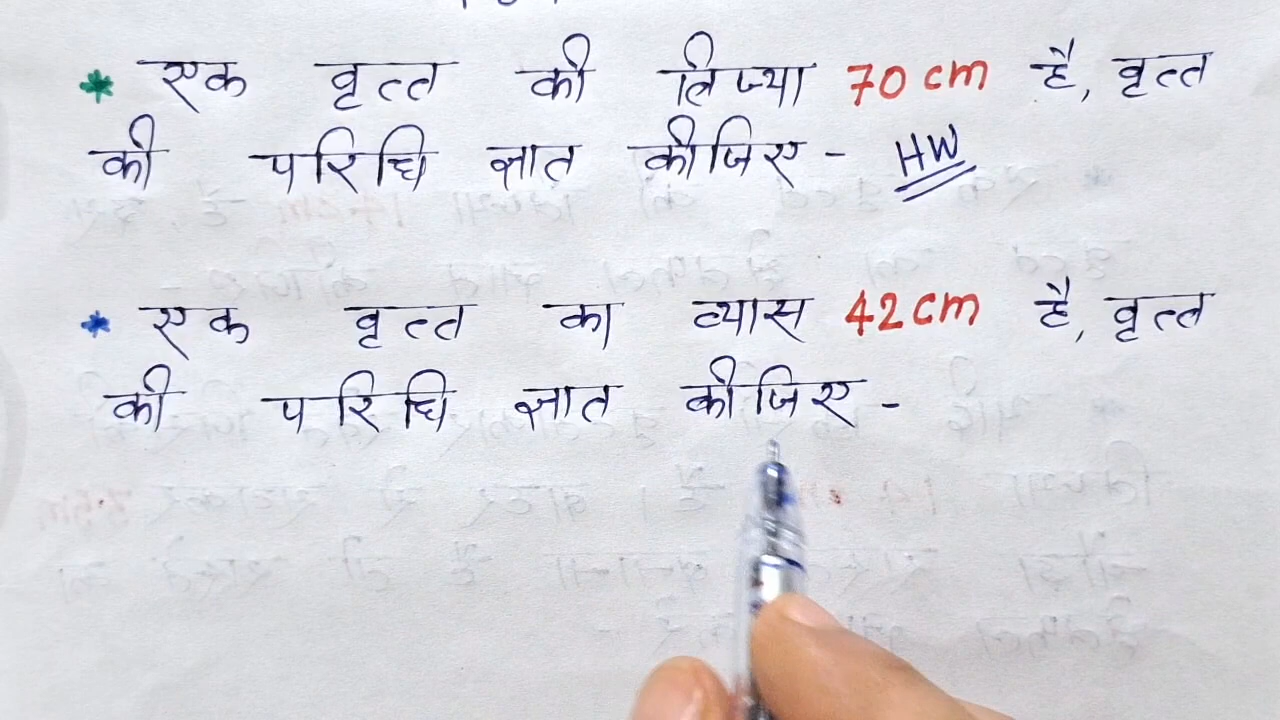 * एक वृत्त की त्रिज्या 70 cm है, वृत्त
की परिधि ज्ञात कीजिए - HW
* एक वृत्त का व्यास 42 cm है, वृत्त
की परिधि ज्ञात कीजिए -